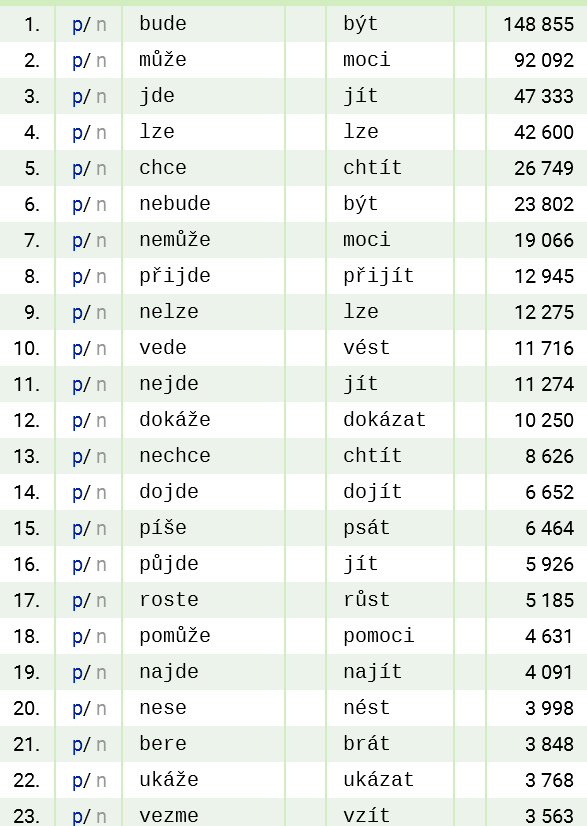 1. p/ n bude být 148 855
2. p/ n může moci 92 092
3. p/ n jde jít 47 333
4. p/ n lze lze 42 600
5. p/ n chce chtít 26 749
6. p/ n nebude být 23 802
7. p/ n nemůže moci 19 066
8. p/ n přijde přijít 12 945
9. p/ n nelze lze 12 275
10. p/ n vede vést 11 716
11. p/ n nejde jít 11 274
12. p/ n dokáže dokázat 10 250
13. p/ n nechce chtít 8 626
14. p/ n dojde dojít 6 652
15. p/ n píše psát 6 464
16. p/ n půjde jít 5 926
17. p/ n roste růst 5 185
18. p/ n pomůže pomoci 4 631
19. p/ n najde najít 4 091
20. p/ n nese nést 3 998
21. p/ n bere brát 3 848
22. p/ n ukáže ukázat 3 768
23. p/ n vezme vzít 3 563